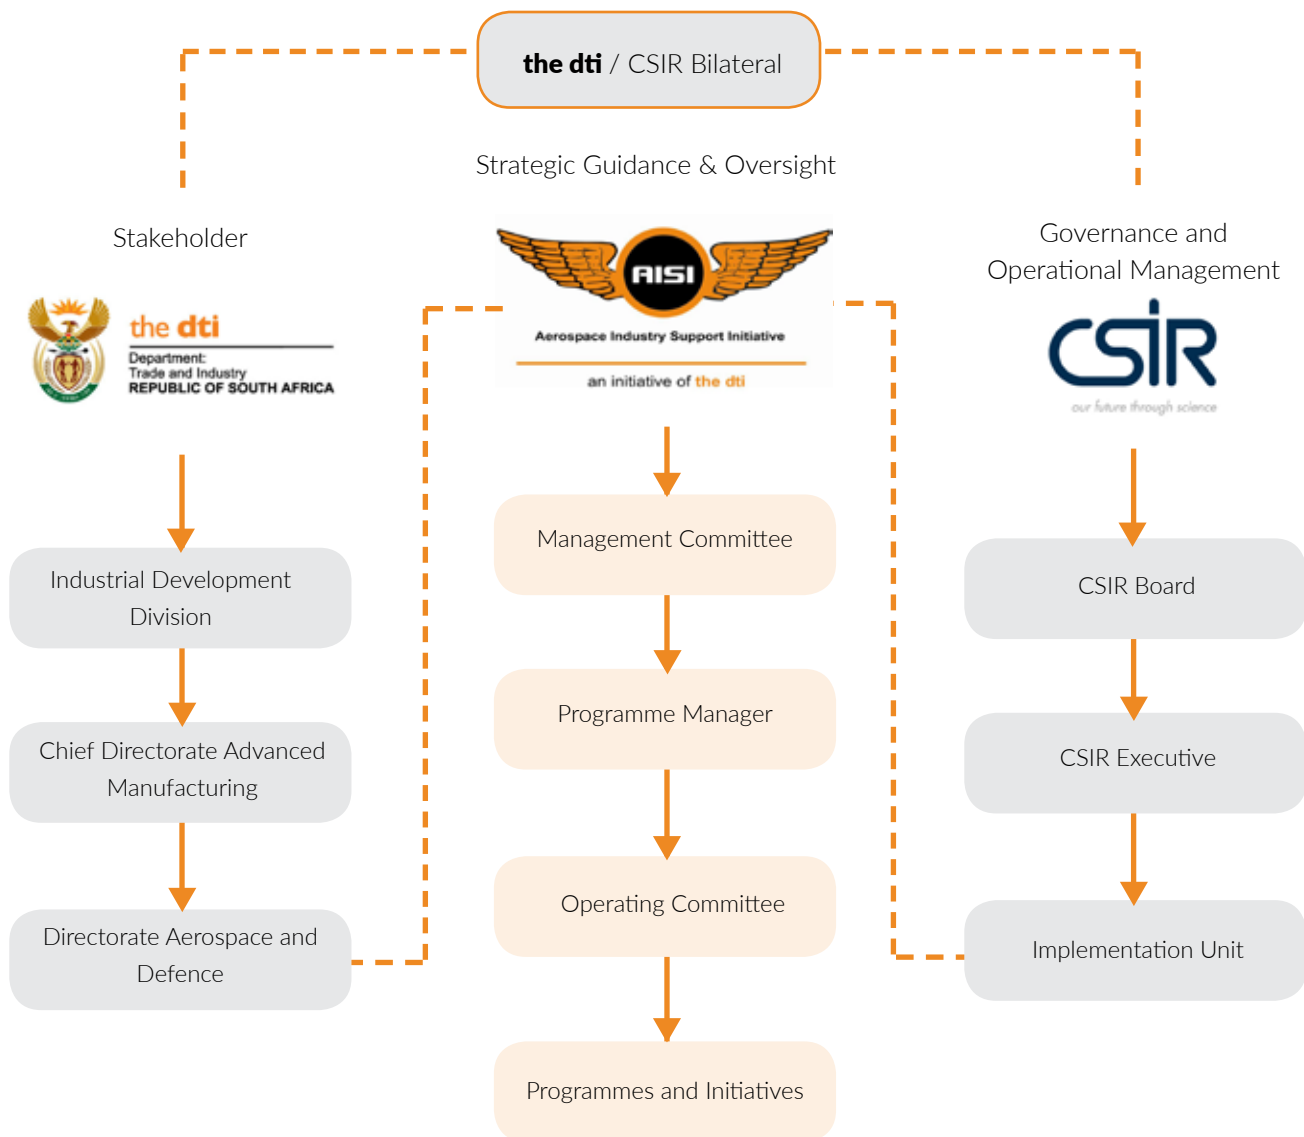 the dti / CSIR Bilateral
Strategic Guidance & Oversight
Stakeholder
the dti
Department:
Trade and Industry
REPUBLIC OF SOUTH AFRICA
Industrial Development
Division
Chief Directorate Advanced
Manufacturing
Directorate Aerospace and
Defence
AISI
Aerospace Industry Support Initiative
an initiative of the dti
Management Committee
Programme Manager
Operating Committee
Programmes and Initiatives
Governance and
Operational Management
CSIR
our future through science
CSIR Board
CSIR Executive
Implementation Unit